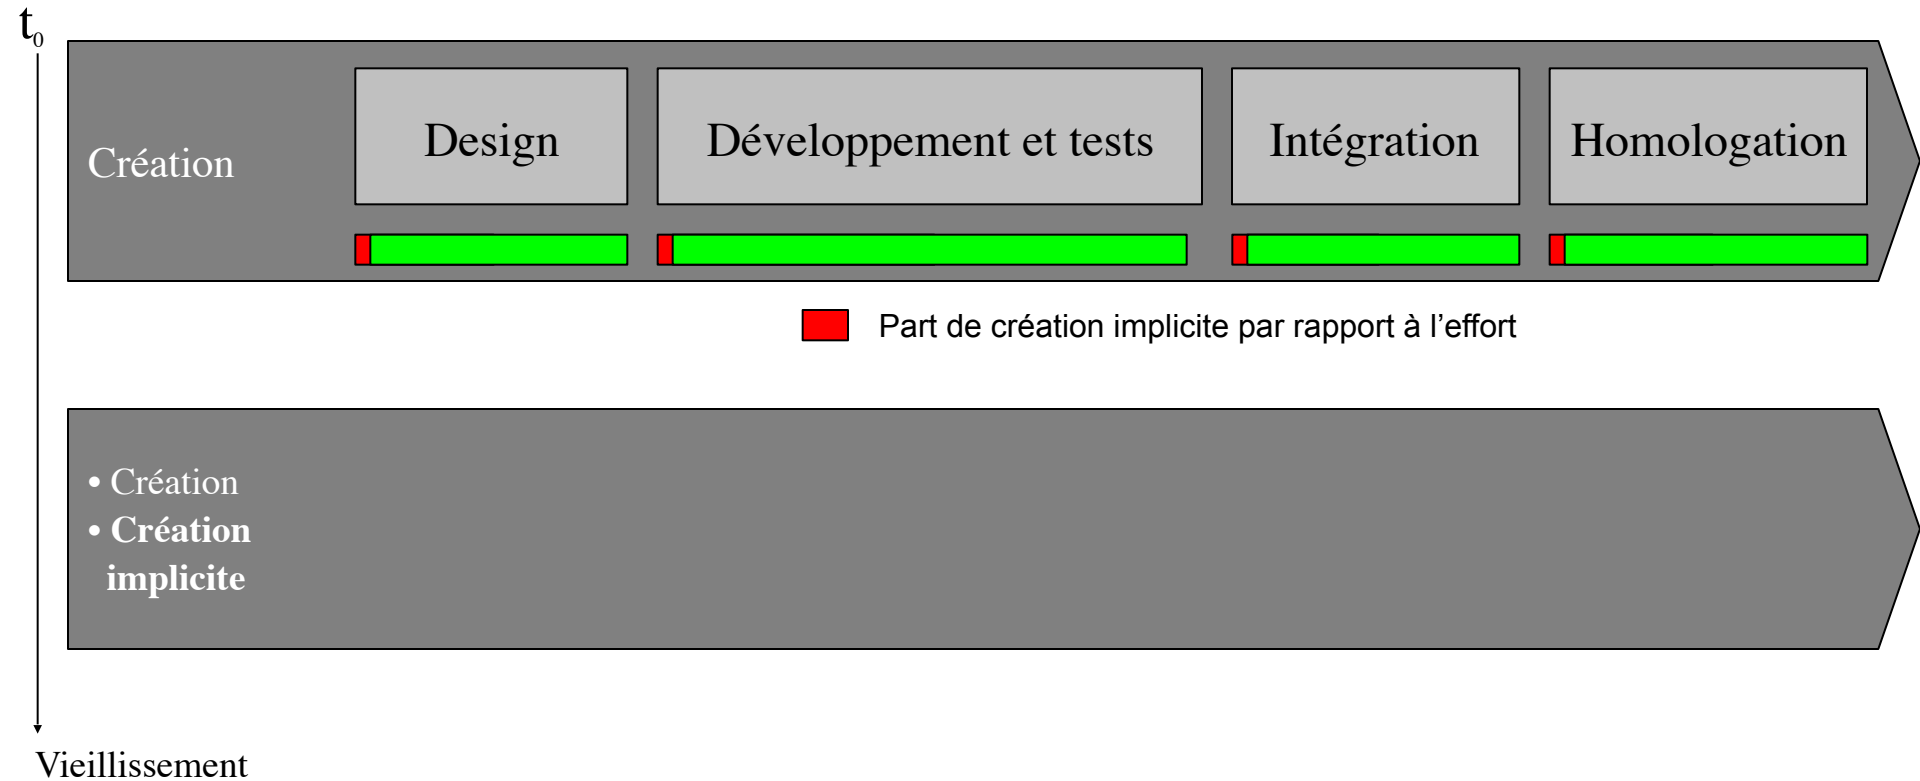 t0
Création
Design
Développement et tests
Intégration
Homologation
Part de création implicite par rapport à l’effort
• Création
• Création
implicite
Vieillissement